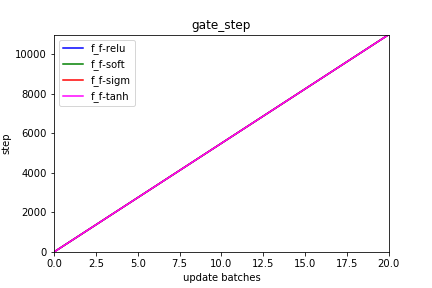 gate_step
f_f-relu
f_f-soft
f_f-sigm
f_f-tanh
step
10000
8000
6000
4000
2000
0
0.0 2.5 5.0 7.5 10.0 12.5 15.0 17.5 20.0
update batches